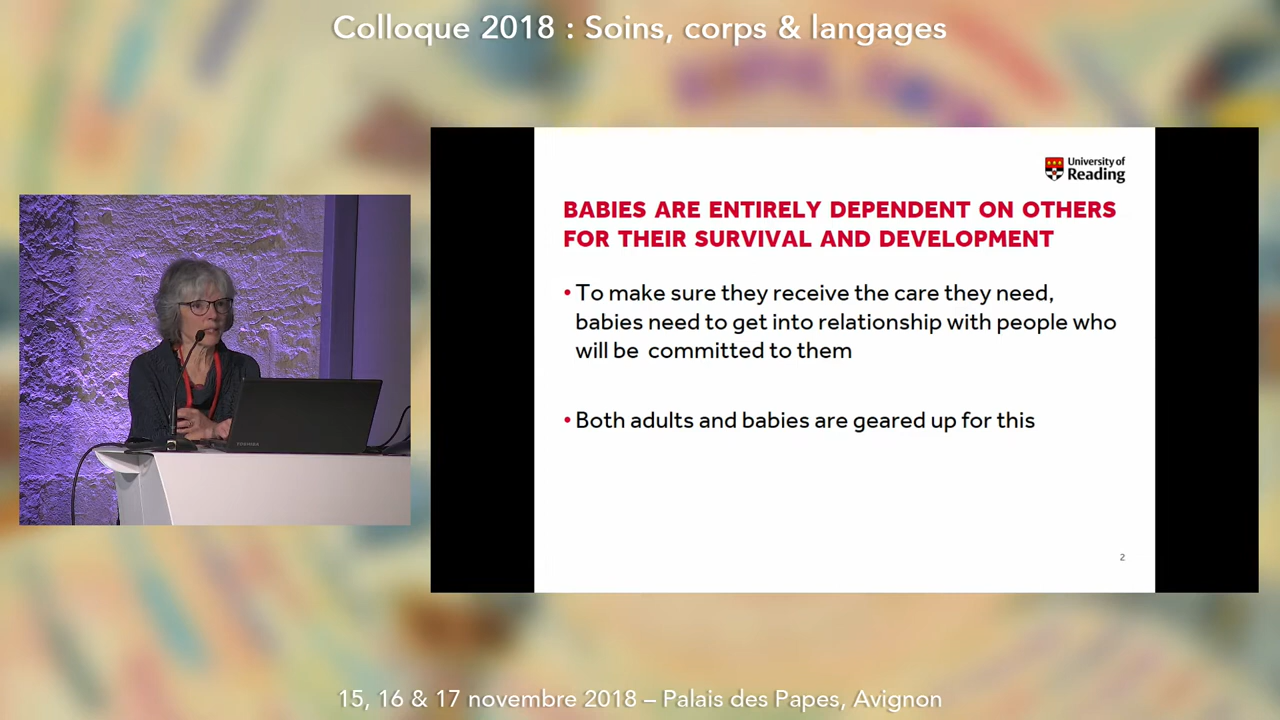 Colloque 2018 : Soins, corps & langages
University of
Reading
BABIES ARE ENTIRELY DEPENDENT ON OTHERS
FOR THEIR SURVIVAL AND DEVELOPMENT
• To make sure they receive the care they need,
babies need to get into relationship with people who
will be committed to them
• Both adults and babies are geared up for this
2
TOSHIBA
15, 16 & 17 novembre 2018 – Palais des Papes, Avignon